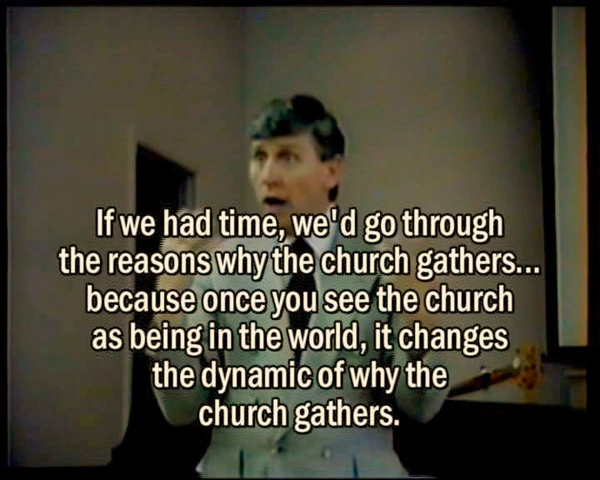 If we had time, we'd go through
the reasons why the church gathers...
because once you see the church
as being in the world, it changes
the dynamic of why the
church gathers.